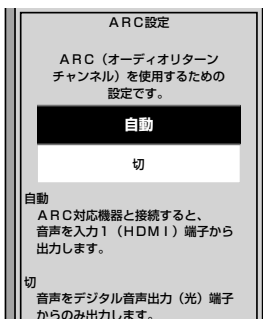 ARC設定
ARC（オーディオリターン
チャンネル）を使用するための
設定です。
自動
切
自動
ARC対応機器と接続すると、
音声を入力1（HDMI）端子から
出力します。
切
音声をデジタル音声出力（光）端子
からのみ出力します。